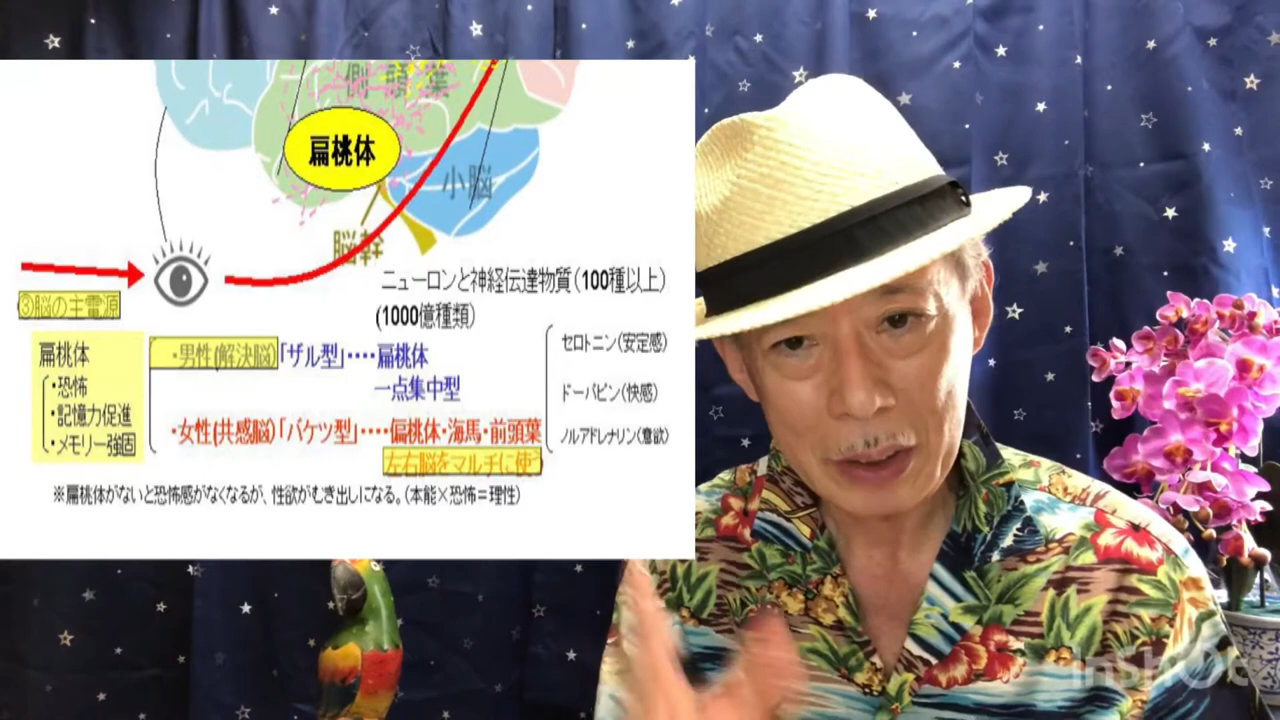 側頭葉
扁桃体
小脳
脳幹
ニューロンと神経伝達物質(100種以上)
(1000億種類)
③脳の主電源
扁桃体
・恐怖
・記憶力促進
・メモリー強固
・男性(解決脳)「ザル型」‥‥扁桃体
一点集中型
・女性(共感脳)「バケツ型」‥‥偏桃体・海馬・前頭葉
左右脳をマルチに使う
セロトニン(安定感)
ドーパミン(快感)
ノルアドレナリン(意欲)
※扁桃体がないと恐怖感がなくなるが、性欲がむき出しになる。(本能×恐怖=理性)
InShOt